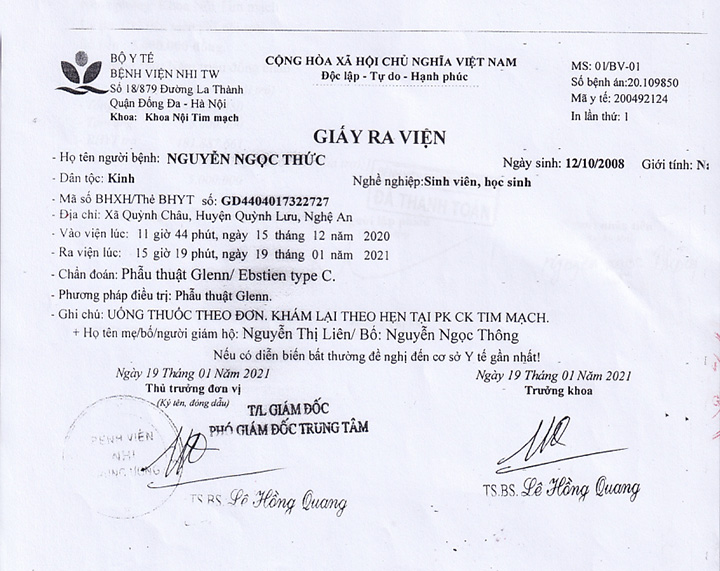 BỘ Y TẾ
BỆNH VIỆN NHI TW
Số 18/879 Đường La Thành
Quận Đống Đa - Hà Nội
Khoa: Khoa Nội Tim mạch
CỘNG HÒA XÃ HỘI CHỦ NGHĨA VIỆT NAM
Độc lập - Tự do - Hạnh phúc
MS: 01/BV-01
Số bệnh án:20.109850
Mã y tế: 200492124
In lần thứ: 1
GIẤY RA VIỆN
- Họ tên người bệnh: NGUYỄN NGỌC THỨC Ngày sinh: 12/10/2008 Giới tính:
- Dân tộc: Kinh Nghề nghiệp:Sinh viên, học sinh
- Mã số BHXH/Thẻ BHYT số: GD4404017322727
ĐÃ THANH TOÁN
- Địa chỉ: Xã Quỳnh Châu, Huyện Quỳnh Lưu, Nghệ An
- Vào viện lúc: 11 giờ 44 phút, ngày 15 tháng 12 năm 2020
- Ra viện lúc: 15 giờ 19 phút, ngày 19 tháng 01 năm 2021
- Chẩn đoán: Phẫu thuật Glenn/ Ebstien type C.
- Phương pháp điều trị: Phẫu thuật Glenn.
- Ghi chú: UỐNG THUỐC THEO ĐƠN. KHÁM LẠI THEO HẸN TẠI PK CK TIM MẠCH.
+ Họ tên mẹ/bố/người giám hộ: Nguyễn Thị Liên/ Bố: Nguyễn Ngọc Thông
Nếu có diễn biến bất thường đề nghị đến cơ sở Y tế gần nhất!
Ngày 19 Tháng 01 Năm 2021
Thủ trưởng đơn vị
(Ký tên, đóng dấu)
T/L GIÁM ĐỐC
PHÓ GIÁM ĐỐC TRUNG TÂM
BỆNH VIỆN
NHI
TS.BS. Lê Hồng Quang
Ngày 19 Tháng 01 Năm 2021
Trưởng khoa
TS.BS. Lê Hồng Quang